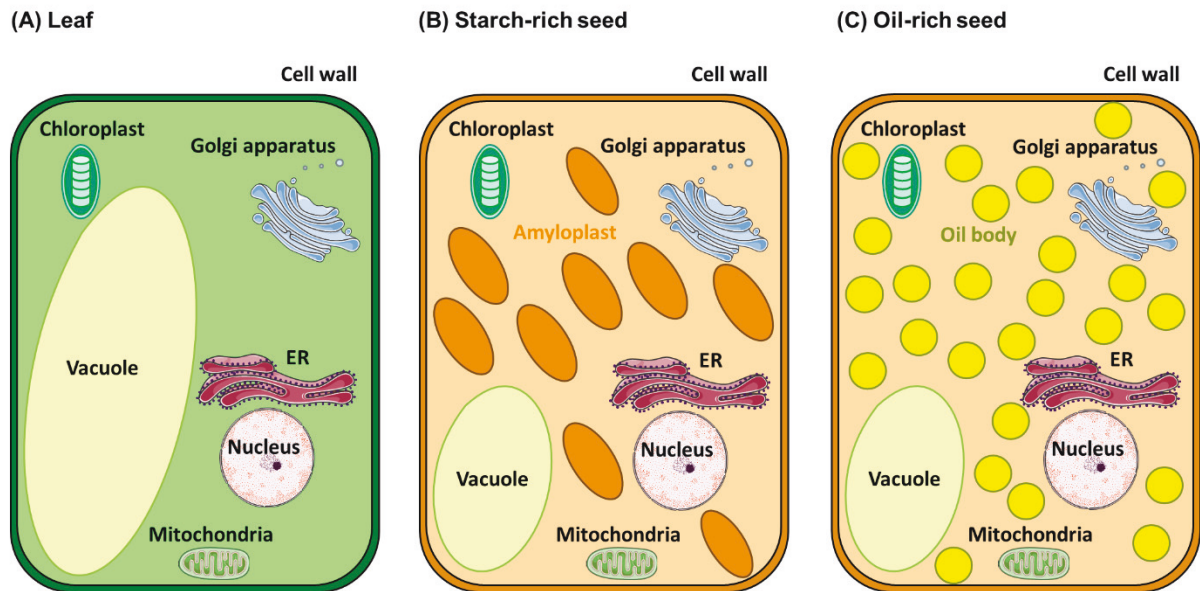 (A) Leaf
Cell wall
Chloroplast
Golgi apparatus
Vacuole
ER
Nucleus
Mitochondria
(B) Starch-rich seed
Cell wall
Chloroplast
Golgi apparatus
Amyloplast
ER
Vacuole
Nucleus
Mitochondria
(C) Oil-rich seed
Cell wall
Chloroplast
Golgi apparatus
Oil body
ER
Vacuole
Nucleus
Mitochondria